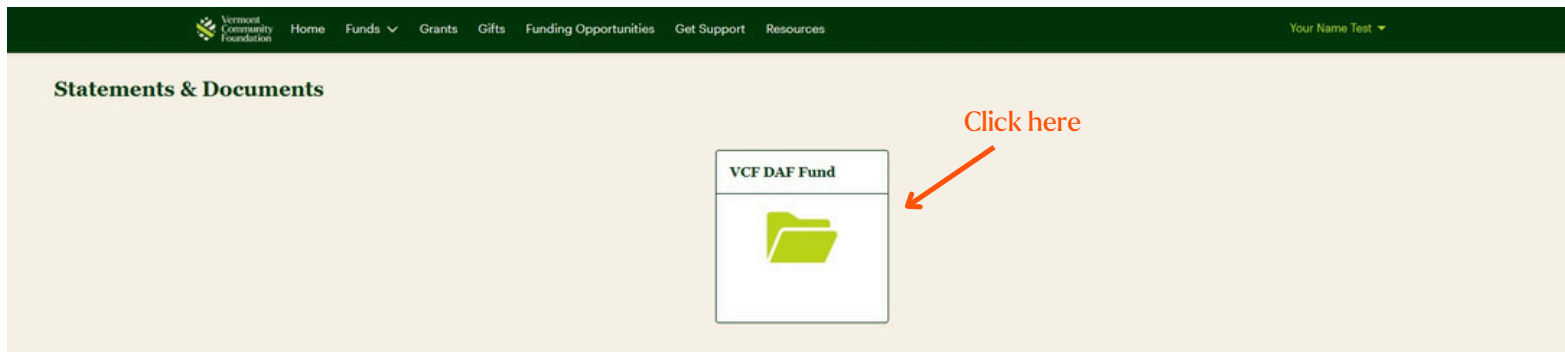 Vermont
Community
Foundation
Home Funds Grants Gifts Funding Opportunities Get Support Resources
Your Name Test
Statements & Documents
Click here
VCF DAF Fund